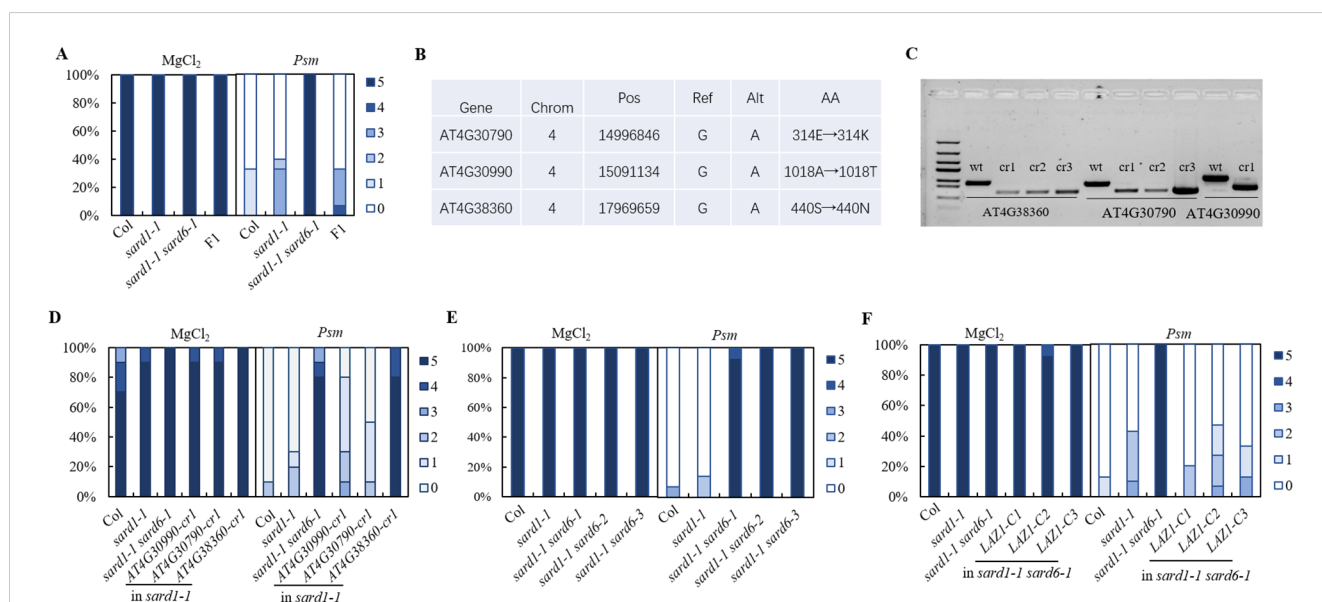 A
MgCl2
Psm
100%
80%
60%
40%
20%
0%
5
4
3
2
1
0
Col
sard1-1
sard1-1 sard6-1
F1
Col
sard1-1
sard1-1 sard6-1
F1
B
Gene Chrom Pos Ref Alt AA
AT4G30790 4 14996846 G A 314E→314K
AT4G30990 4 15091134 G A 1018A→1018T
AT4G38360 4 17969659 G A 440S→440N
C
wt cr1 cr2 cr3 wt cr1 cr2 cr3 wt cr1
AT4G38360 AT4G30790 AT4G30990
D
MgCl2
Psm
100%
80%
60%
40%
20%
0%
5
4
3
2
1
0
Col
sard1-1
sard1-1 sard6-1
AT4G30990-cr1
AT4G30790-cr1
AT4G38360-cr1
in sard1-1
Col
sard1-1
sard1-1 sard6-1
AT4G30990-cr1
AT4G30790-cr1
AT4G38360-cr1
in sard1-1
E
MgCl2
Psm
100%
80%
60%
40%
20%
0%
5
4
3
2
1
0
Col
sard1-1
sard1-1 sard6-1
sard1-1 sard6-2
sard1-1 sard6-3
Col
sard1-1
sard1-1 sard6-1
sard1-1 sard6-2
sard1-1 sard6-3
F
MgCl2
Psm
100%
80%
60%
40%
20%
0%
5
4
3
2
1
0
Col
sard1-1
sard1-1 sard6-1
LAZ1-C1
LAZ1-C2
LAZ1-C3
in sard1-1 sard6-1
Col
sard1-1
sard1-1 sard6-1
LAZ1-C1
LAZ1-C2
LAZ1-C3
in sard1-1 sard6-1